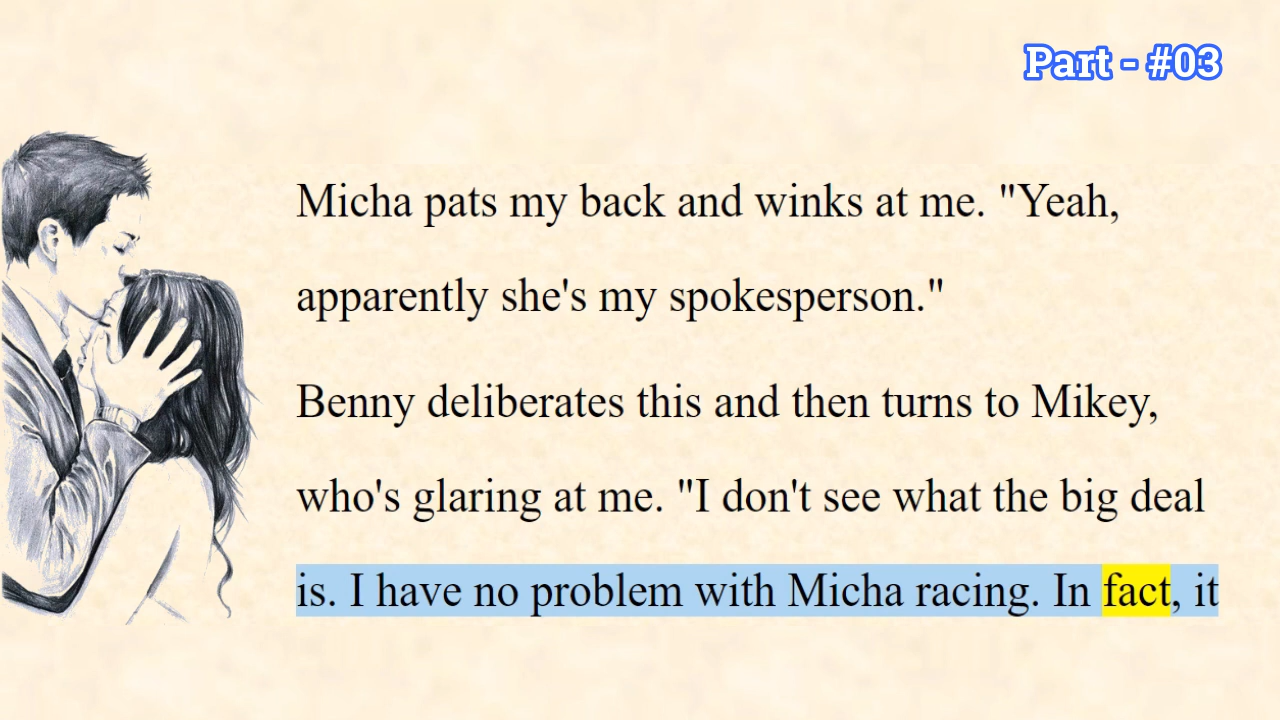 Part - #03
Micha pats my back and winks at me. "Yeah,
apparently she's my spokesperson."
Benny deliberates this and then turns to Mikey,
who's glaring at me. "I don't see what the big deal
is. I have no problem with Micha racing. In fact, it